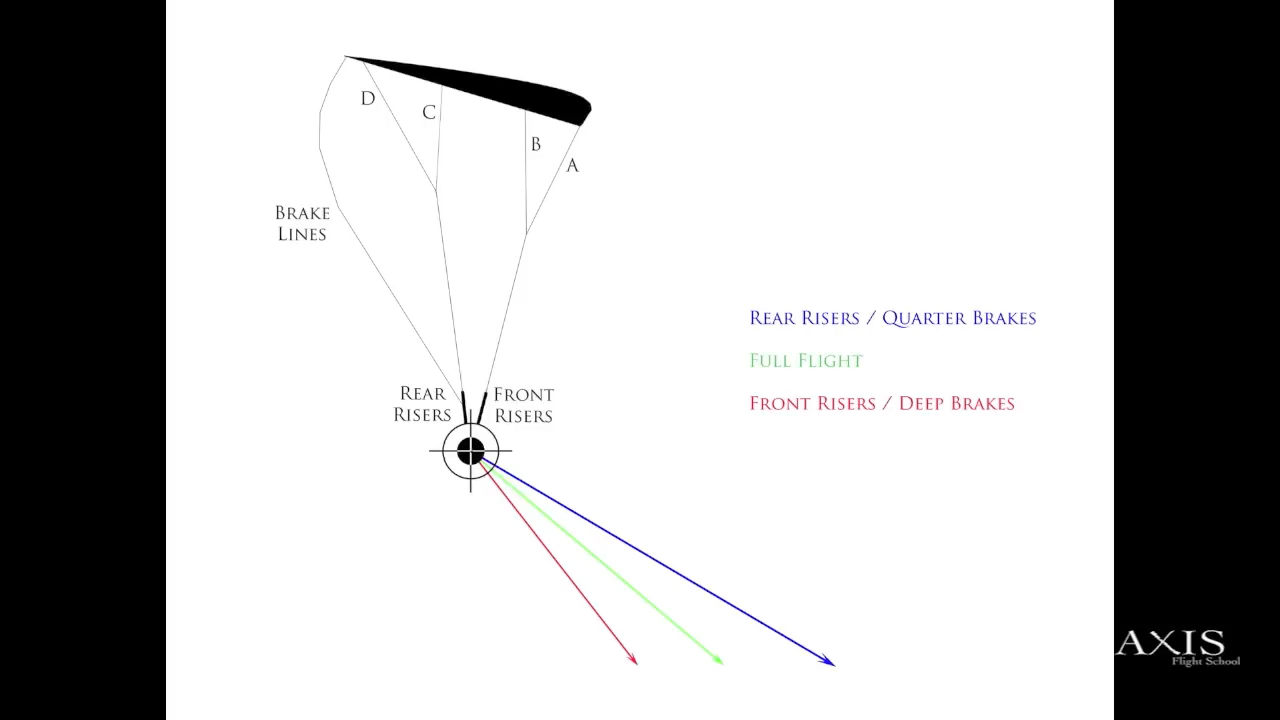 D
C
B
A
BRAKE
LINES
REAR RISERS / QUARTER BRAKES
FULL FLIGHT
FRONT RISERS / DEEP BRAKES
REAR
RISERS
FRONT
RISERS
AXIS
Flight School